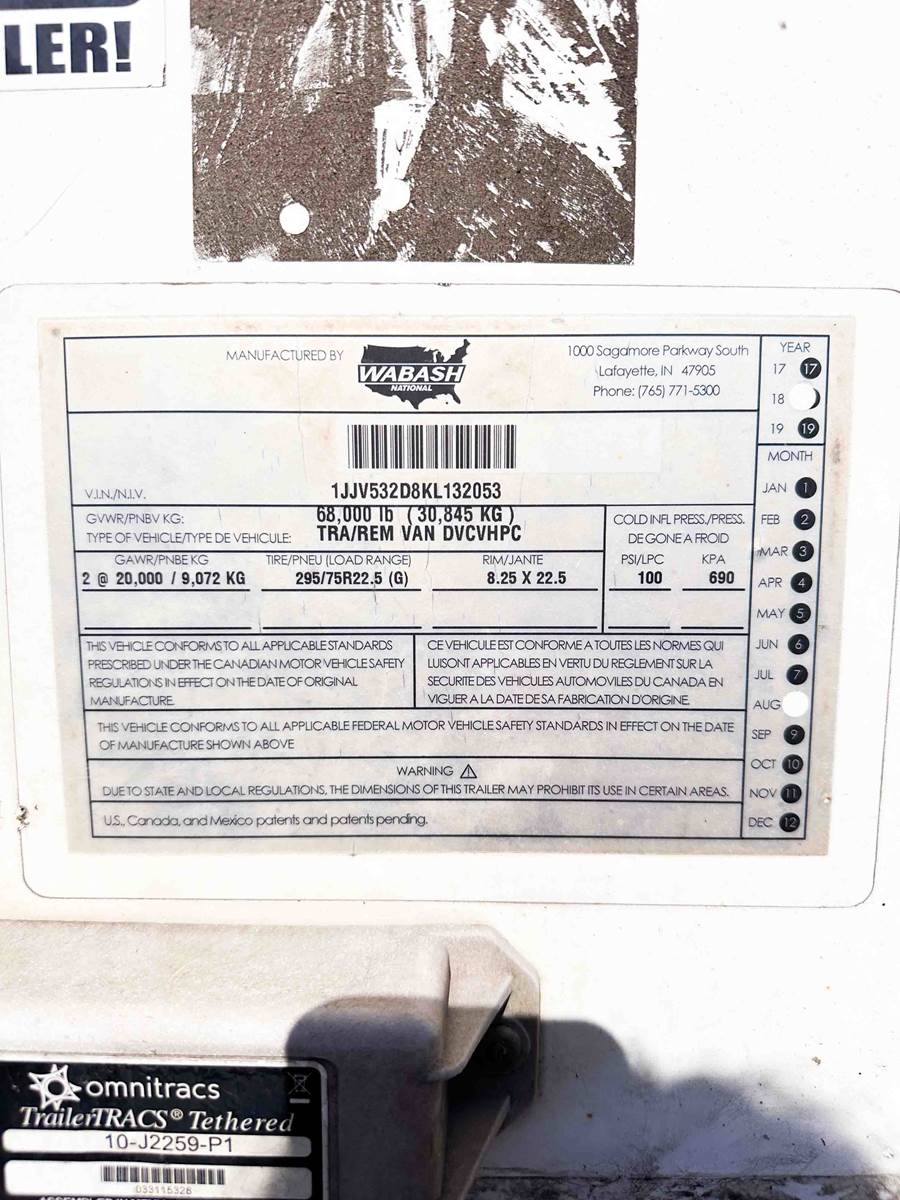 LER!
MANUFACTURED BY
WABASH
NATIONAL
1000 Sagamore Parkway South
Lafayette, IN 47905
Phone: (765) 771-5300
YEAR
17 17
18
19 19
V.I.N./N.I.V.
1JJV532D8KL132053
GVWR/PNBV KG:
68,000 lb ( 30,845 KG )
TYPE OF VEHICLE/TYPE DE VEHICULE:
TRA/REM VAN DVCVHPC
COLD INFL PRESS./PRESS.
DE GONE A FROID
GAWR/PNBE KG
TIRE/PNEU (LOAD RANGE)
RIM/JANTE
PSI/LPC
KPA
2 @ 20,000 / 9,072 KG
295/75R22.5 (G)
8.25 X 22.5
100
690
THIS VEHICLE CONFORMS TO ALL APPLICABLE STANDARDS
PRESCRIBED UNDER THE CANADIAN MOTOR VEHICLE SAFETY
REGULATIONS IN EFFECT ON THE DATE OF ORIGINAL
MANUFACTURE.
CE VEHICULE EST CONFORME A TOUTES LES NORMES QUI
LUISONT APPLICABLES EN VERTU DU REGLEMENT SUR LA
SECURITE DES VEHICULES AUTOMOVILES DU CANADA EN
VIGUER A LA DATE DE SA FABRICATION D'ORIGINE.
THIS VEHICLE CONFORMS TO ALL APPLICABLE FEDERAL MOTOR VEHICLE SAFETY STANDARDS IN EFFECT ON THE DATE
OF MANUFACTURE SHOWN ABOVE
WARNING
DUE TO STATE AND LOCAL REGULATIONS, THE DIMENSIONS OF THIS TRAILER MAY PROHIBIT ITS USE IN CERTAIN AREAS.
U.S., Canada, and Mexico patents and patents pending.
MONTH
JAN 1
FEB 2
MAR 3
APR 4
MAY 5
JUN 6
JUL 7
AUG
SEP 9
OCT 10
NOV 11
DEC 12
omnitracs
TrailerTRACS® Tethered
10-J2259-P1
033115328